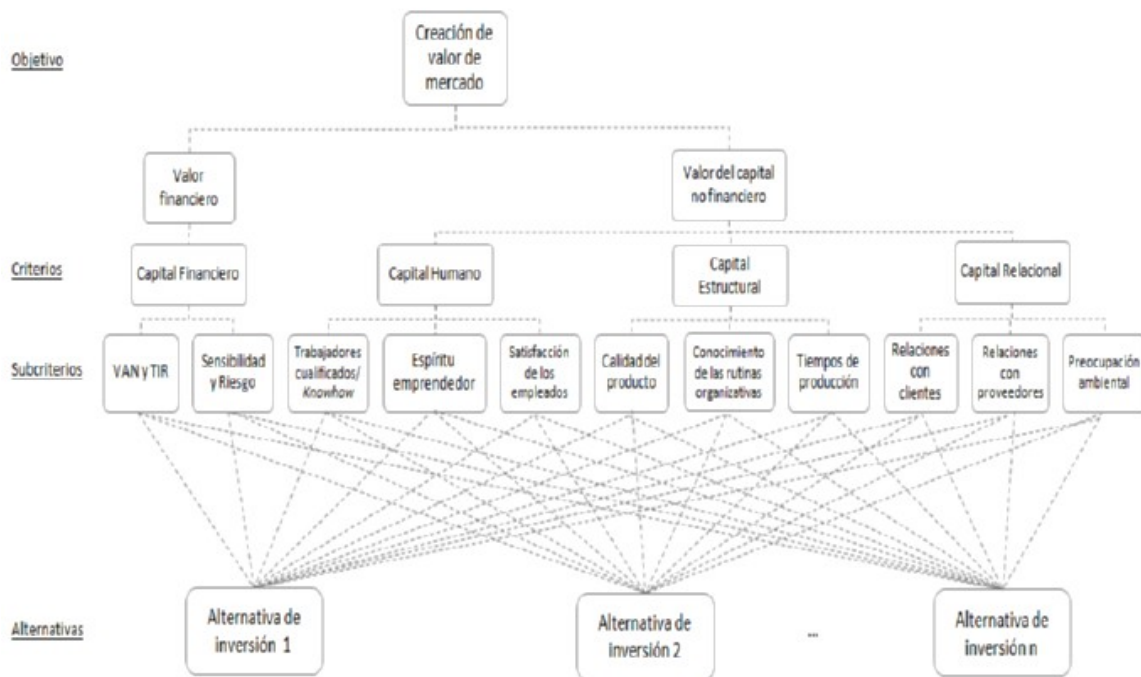 Objetivo
Creación de
valor de
mercado
Valor
financiero
Valor del capital
no financiero
Criterios
Capital Financiero
Capital Humano
Capital
Estructural
Capital Relacional
Subcriterios
VAN y TIR
Sensibilidad
y Riesgo
Trabajadores
cualificados/
Knowhow
Espíritu
emprendedor
Satisfacción
de los
empleados
Calidad del
producto
Conocimiento
de las rutinas
organizativas
Tiempos de
producción
Relaciones
con
clientes
Relaciones
con
proveedores
Preocupación
ambiental
Alternativas
Alternativa de
inversión 1
Alternativa de
inversión 2
...
Alternativa de
inversión n